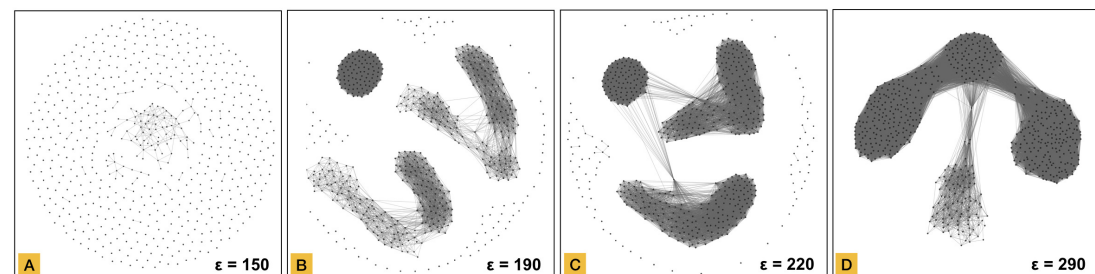 A ε = 150
B ε = 190
C ε = 220
D ε = 290